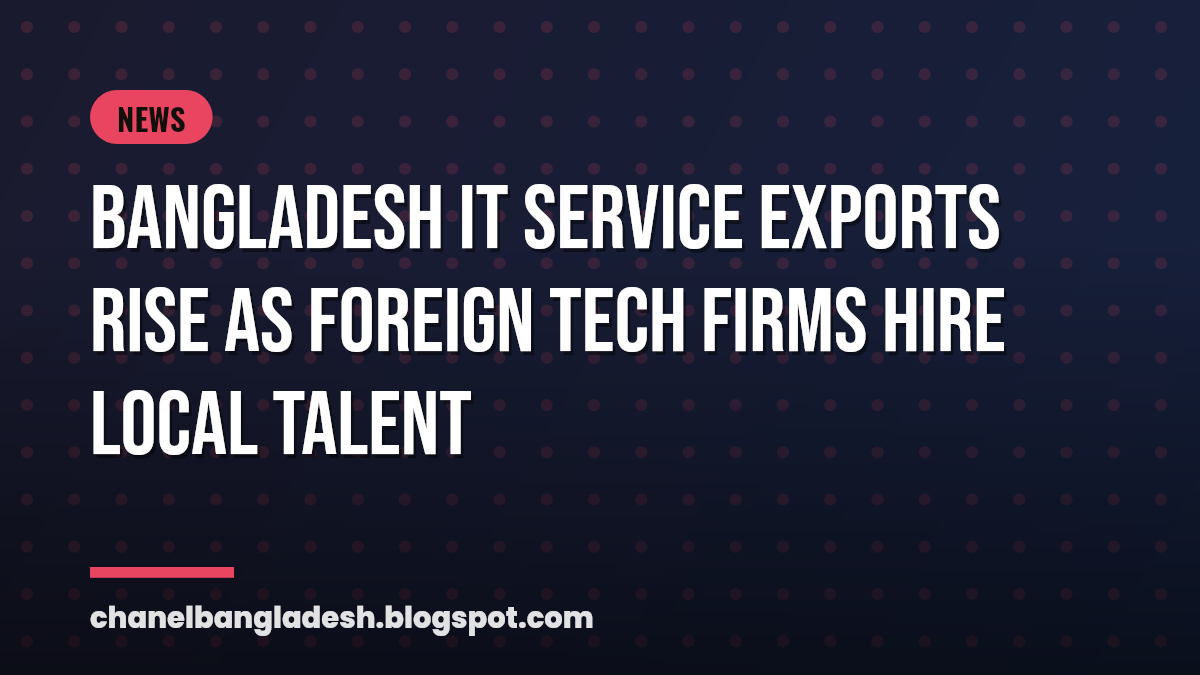 NEWS
BANGLADESH IT SERVICE EXPORTS
RISE AS FOREIGN TECH FIRMS HIRE
LOCAL TALENT
chanelbangladesh.blogspot.com